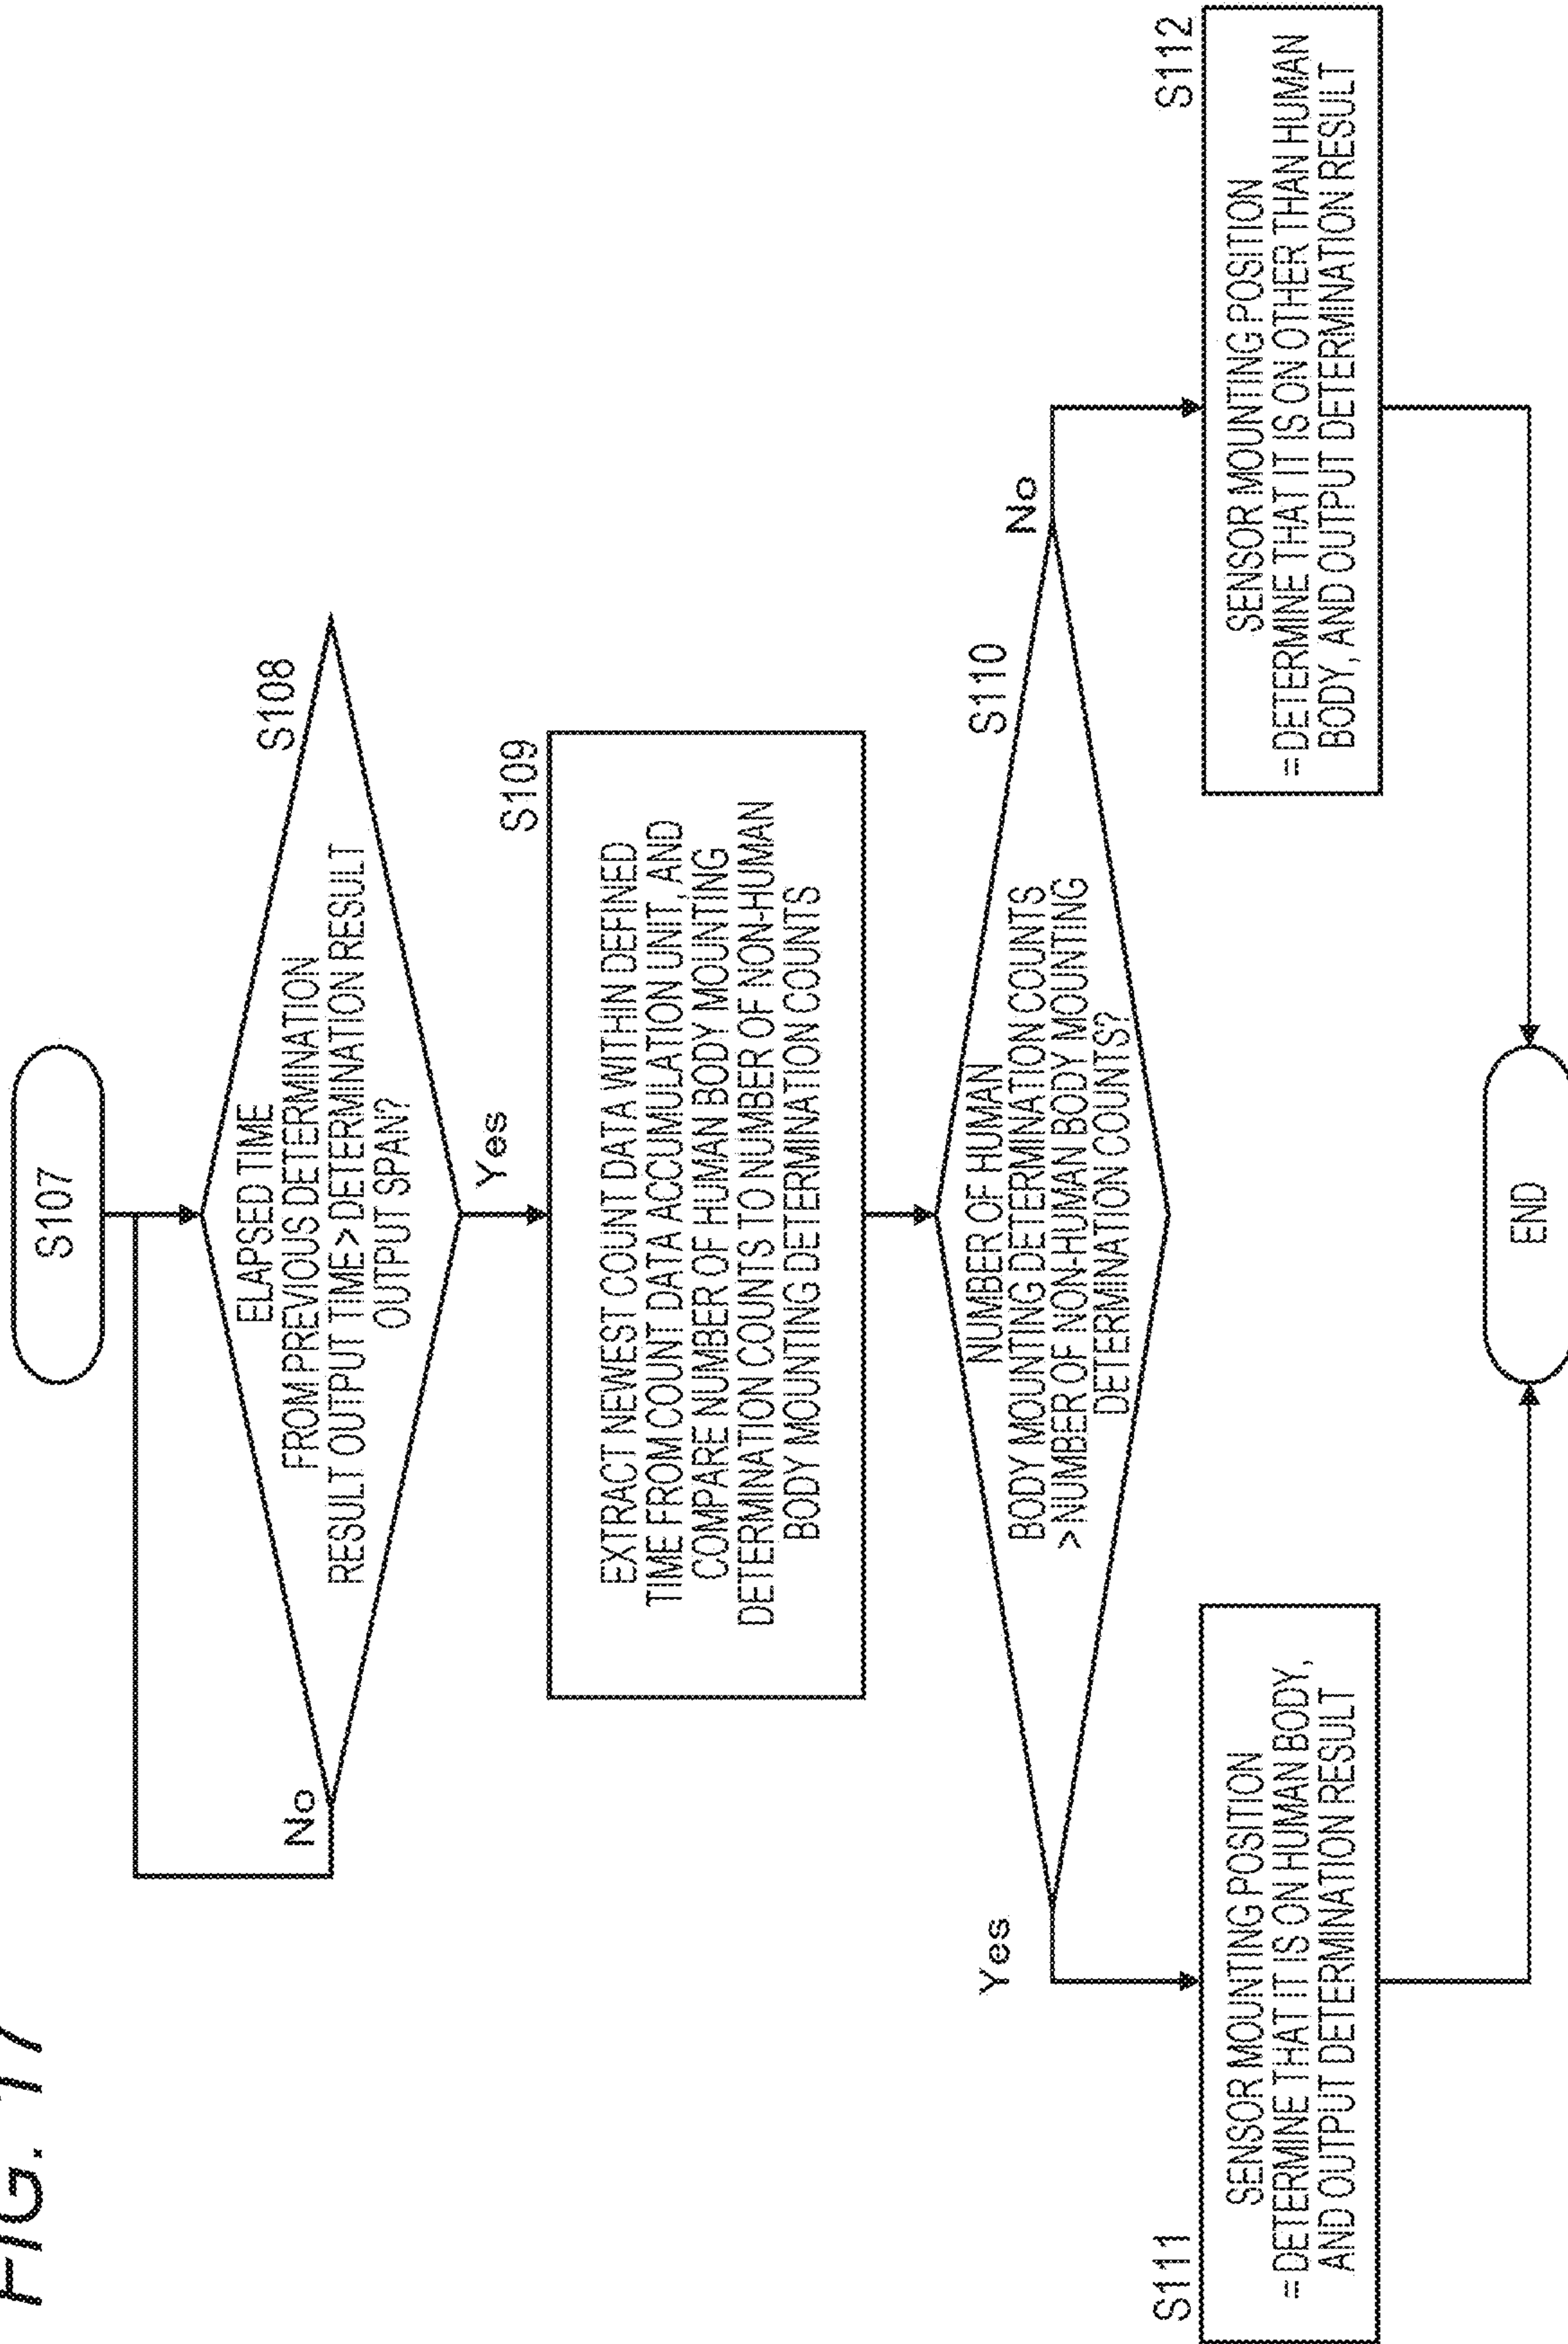 FIG. 17
S107
S108
ELAPSED TIME
FROM PREVIOUS DETERMINATION
RESULT OUTPUT TIME > DETERMINATION RESULT
OUTPUT SPAN?
No
Yes
S109
EXTRACT NEWEST COUNT DATA WITHIN DEFINED
TIME FROM COUNT DATA ACCUMULATION UNIT, AND
COMPARE NUMBER OF HUMAN BODY MOUNTING
DETERMINATION COUNTS TO NUMBER OF NON-HUMAN
BODY MOUNTING DETERMINATION COUNTS
S110
NUMBER OF HUMAN
BODY MOUNTING DETERMINATION COUNTS
> NUMBER OF NON-HUMAN BODY MOUNTING
DETERMINATION COUNTS?
Yes
No
S111
SENSOR MOUNTING POSITION
= DETERMINE THAT IT IS ON HUMAN BODY,
AND OUTPUT DETERMINATION RESULT
S112
SENSOR MOUNTING POSITION
= DETERMINE THAT IT IS ON OTHER THAN HUMAN
BODY, AND OUTPUT DETERMINATION RESULT
END